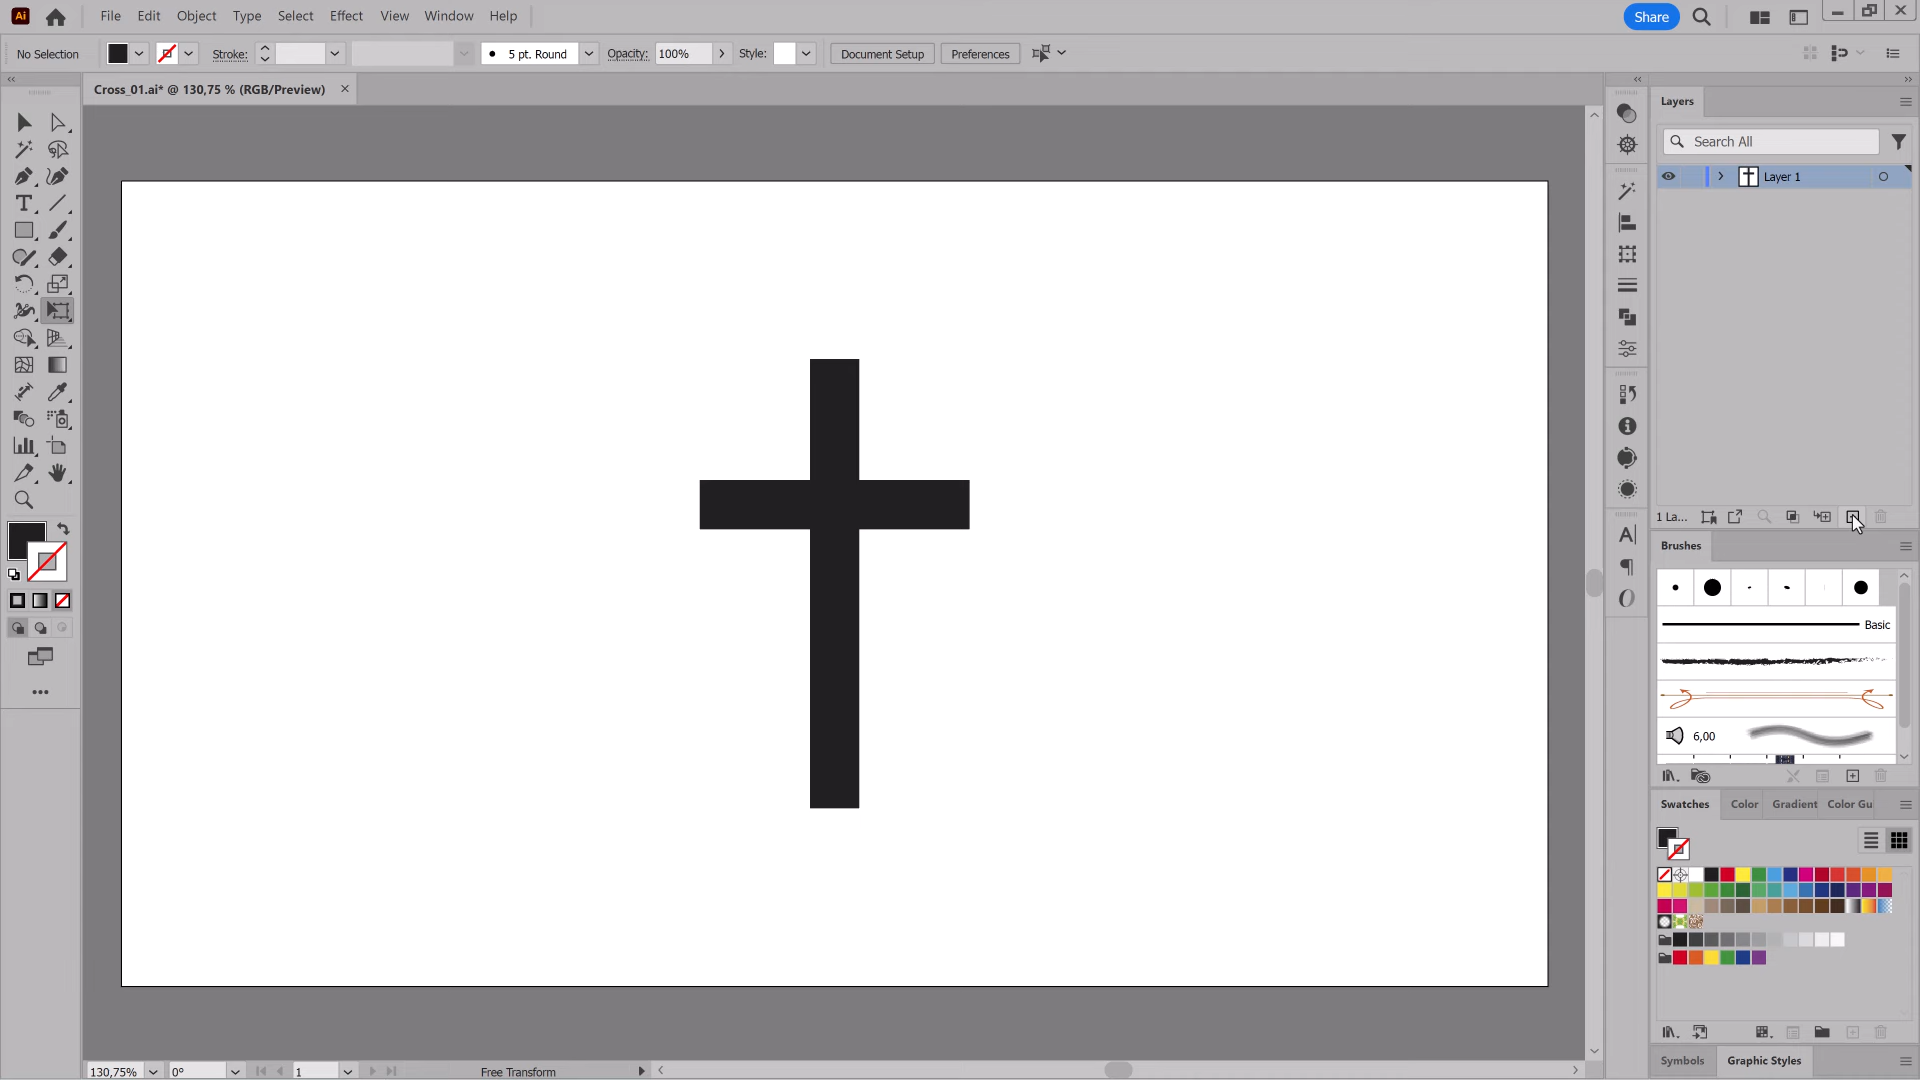 Ai
File Edit Object Type Select Effect View Window Help
Share
No Selection
Stroke:
5 pt. Round
Opacity: 100%
Style:
Document Setup
Preferences
Cross_01.ai* @ 130,75 % (RGB/Preview)
Layers
Search All
Layer 1
1 La...
Brushes
Basic
6,00
Swatches Color Gradient Color Gu
Symbols Graphic Styles
130,75%
0°
1
Free Transform